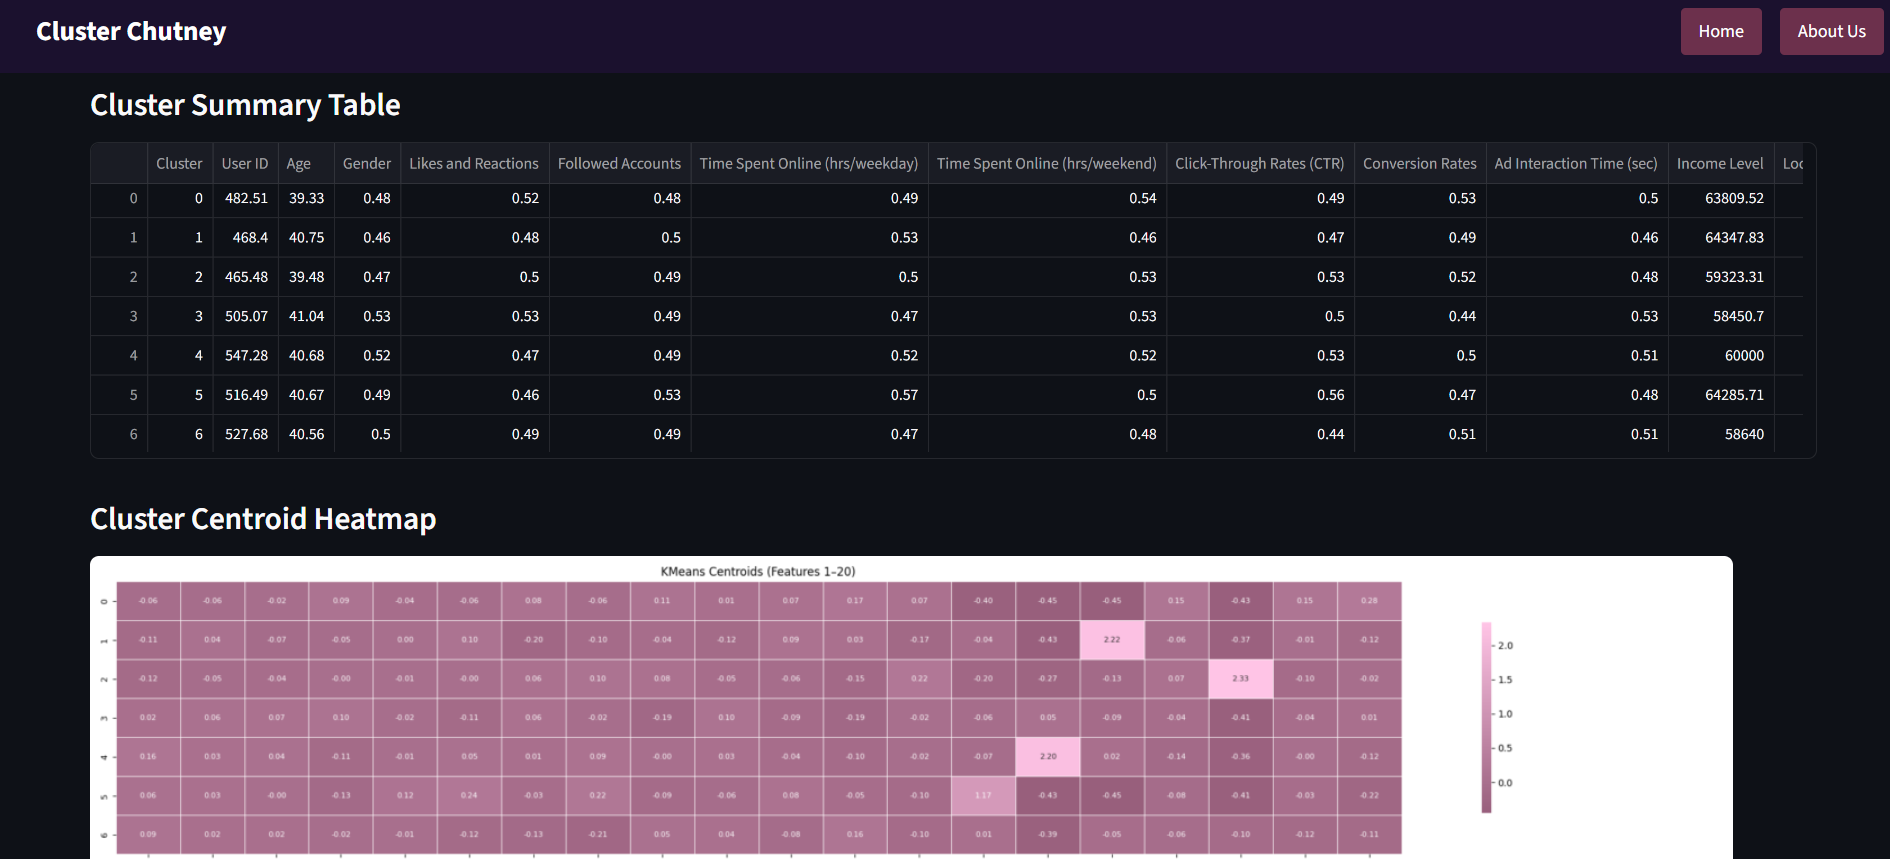 Cluster Chutney
Home
About Us
Cluster Summary Table
Cluster User ID Age Gender Likes and Reactions Followed Accounts Time Spent Online (hrs/weekday) Time Spent Online (hrs/weekend) Click-Through Rates (CTR) Conversion Rates Ad Interaction Time (sec) Income Level Loc
0 0 482.51 39.33 0.48 0.52 0.48 0.49 0.54 0.49 0.53 0.5 63809.52
1 1 468.4 40.75 0.46 0.48 0.5 0.53 0.46 0.47 0.49 0.46 64347.83
2 2 465.48 39.48 0.47 0.5 0.49 0.5 0.53 0.53 0.52 0.48 59323.31
3 3 505.07 41.04 0.53 0.53 0.49 0.47 0.53 0.5 0.44 0.53 58450.7
4 4 547.28 40.68 0.52 0.47 0.49 0.52 0.52 0.53 0.5 0.51 60000
5 5 516.49 40.67 0.49 0.46 0.53 0.57 0.5 0.56 0.47 0.48 64285.71
6 6 527.68 40.56 0.5 0.49 0.49 0.47 0.48 0.44 0.51 0.51 58640
Cluster Centroid Heatmap
KMeans Centroids (Features 1–20)
0 -0.06 -0.06 -0.02 0.09 -0.04 -0.06 0.08 -0.06 0.11 0.01 0.07 0.17 0.07 -0.40 -0.45 -0.45 0.15 -0.43 0.15 0.28
1 -0.11 0.04 -0.07 -0.05 0.00 0.10 -0.20 -0.10 -0.04 -0.12 0.09 0.03 -0.17 -0.04 -0.43 2.22 -0.06 -0.37 -0.01 -0.12
2 -0.12 -0.05 -0.04 -0.00 -0.01 -0.00 0.06 0.10 0.08 -0.05 -0.06 -0.15 0.22 -0.20 -0.27 -0.13 0.07 2.33 -0.10 -0.02
3 0.02 0.06 0.07 0.10 -0.02 -0.11 0.06 -0.02 -0.19 0.10 -0.09 -0.19 -0.02 -0.06 0.05 -0.09 -0.04 -0.41 -0.04 0.01
4 0.16 0.03 0.04 -0.11 -0.01 0.05 0.01 0.09 -0.00 0.03 -0.04 -0.10 -0.02 -0.07 2.20 0.02 -0.14 -0.36 -0.00 -0.12
5 0.06 0.03 -0.00 -0.13 0.12 0.24 -0.03 0.22 -0.09 -0.06 0.08 -0.05 -0.10 1.17 -0.43 -0.45 -0.08 -0.41 -0.03 -0.22
6 0.09 0.02 0.02 -0.02 -0.01 -0.12 -0.13 -0.21 0.05 0.04 -0.08 0.16 -0.10 0.01 -0.39 -0.05 -0.06 -0.10 -0.12 -0.11
2.0
1.5
1.0
0.5
0.0